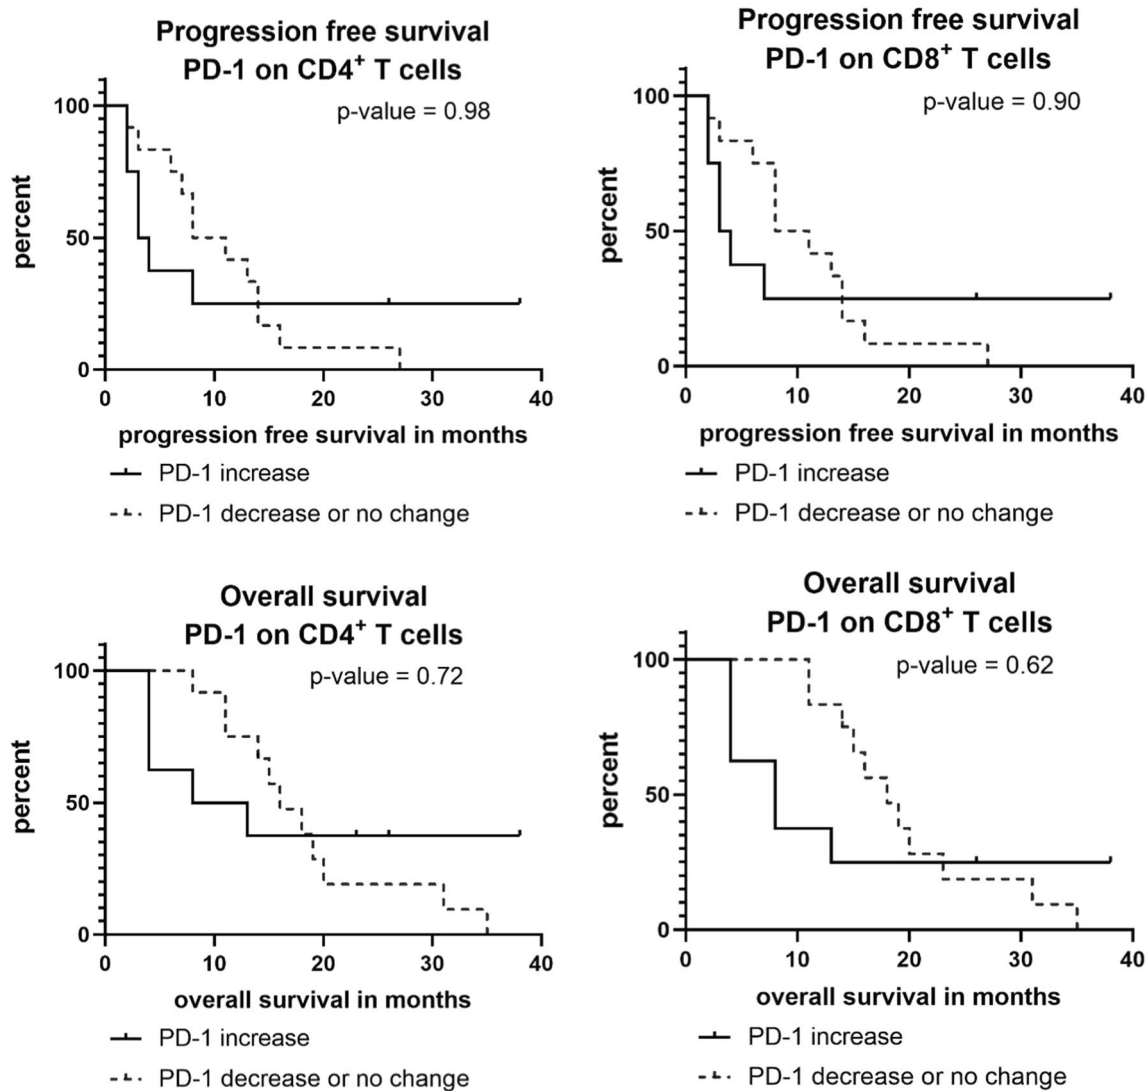 Progression free survival
PD-1 on CD4⁺ T cells
p-value = 0.98
percent
100
50
0
0 10 20 30 40
progression free survival in months
PD-1 increase
PD-1 decrease or no change
Progression free survival
PD-1 on CD8⁺ T cells
p-value = 0.90
percent
100
50
0
0 10 20 30 40
progression free survival in months
PD-1 increase
PD-1 decrease or no change
Overall survival
PD-1 on CD4⁺ T cells
p-value = 0.72
percent
100
50
0
0 10 20 30 40
overall survival in months
PD-1 increase
PD-1 decrease or no change
Overall survival
PD-1 on CD8⁺ T cells
p-value = 0.62
percent
100
50
0
0 10 20 30 40
overall survival in months
PD-1 increase
PD-1 decrease or no change